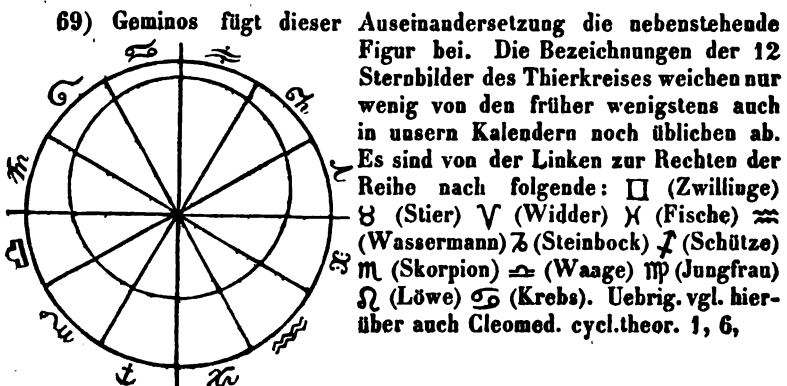 69) Geminos fügt dieser Auseinandersetzung die nebenstehende
Figur bei. Die Bezeichnungen der 12
Sternbilder des Thierkreises weichen nur
wenig von den früher wenigstens auch
in unsern Kalendern noch üblichen ab.
Es sind von der Linken zur Rechten der
Reihe nach folgende: ♊ (Zwillinge)
♉ (Stier) ♈ (Widder) ♓ (Fische) ♒
(Wassermann) ♑ (Steinbock) ♐ (Schütze)
♏ (Skorpion) ♎ (Waage) ♍ (Jungfrau)
♌ (Löwe) ♋ (Krebs). Uebrig. vgl. hier-
über auch Cleomed. cycl.theor. 1, 6,